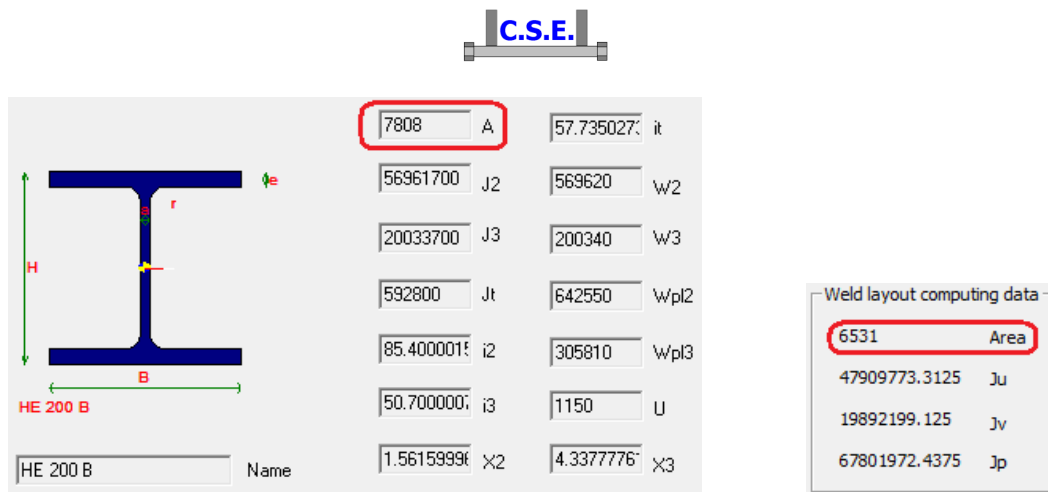 C.S.E.
7808 A
57.7350273 it
56961700 J2
569620 W2
20033700 J3
200340 W3
592800 Jt
642550 Wpl2
85.4000015 i2
305810 Wpl3
50.700000 i3
1150 U
1.5615999 X2
4.3377776 X3
e
r
a
H
B
HE 200 B
HE 200 B Name
Weld layout computing data
6531 Area
47909773.3125 Ju
19892199.125 Jv
67801972.4375 Jp